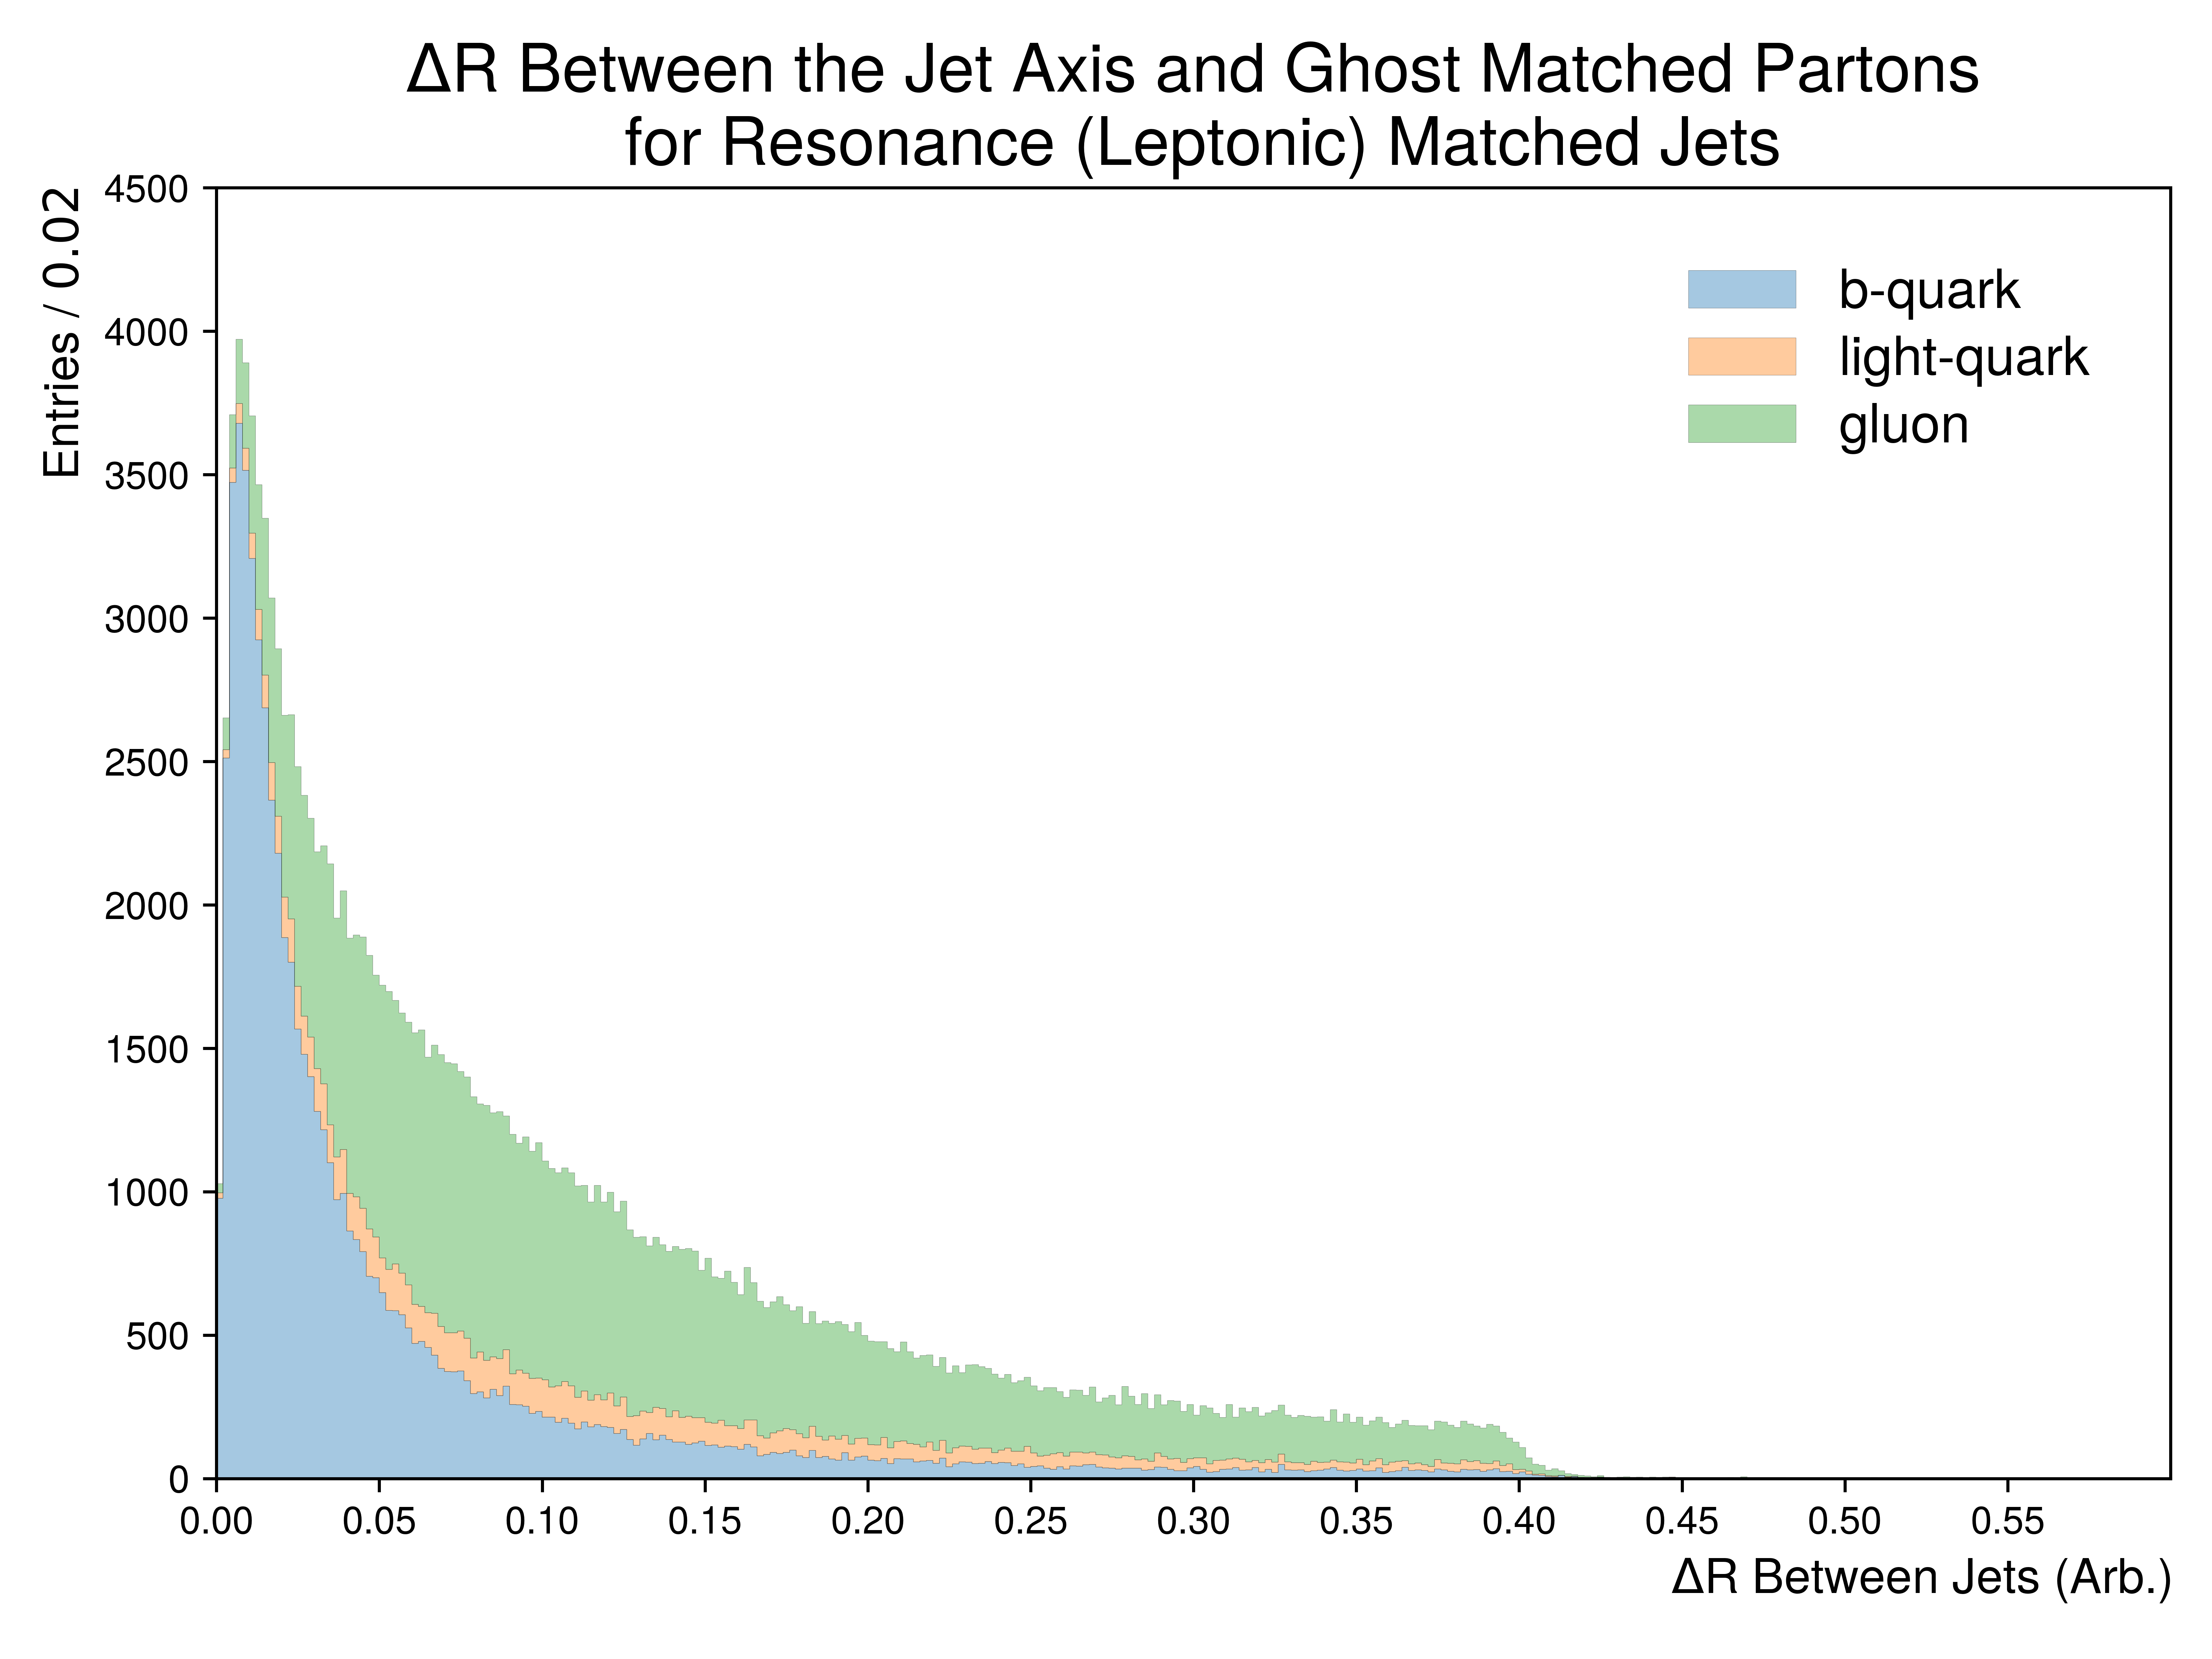 ΔR Between the Jet Axis and Ghost Matched Partons
for Resonance (Leptonic) Matched Jets
Entries / 0.02
4500
4000
3500
3000
2500
2000
1500
1000
500
0
b-quark
light-quark
gluon
0.00 0.05 0.10 0.15 0.20 0.25 0.30 0.35 0.40 0.45 0.50 0.55
ΔR Between Jets (Arb.)